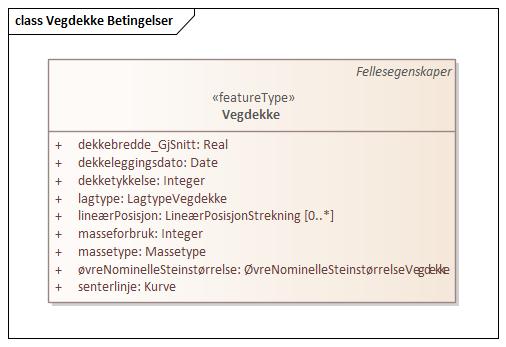 class Vegdekke Betingelser
Fellesegenskaper
«featureType»
Vegdekke
+ dekkebredde_GjSnitt: Real
+ dekkeleggingsdato: Date
+ dekketykkelse: Integer
+ lagtype: LagtypeVegdekke
+ lineærPosisjon: LineærPosisjonStrekning [0..*]
+ masseforbruk: Integer
+ massetype: Massetype
+ øvreNominelleSteinstørrelse: ØvreNominelleSteinstørrelseVegdekke
+ senterlinje: Kurve